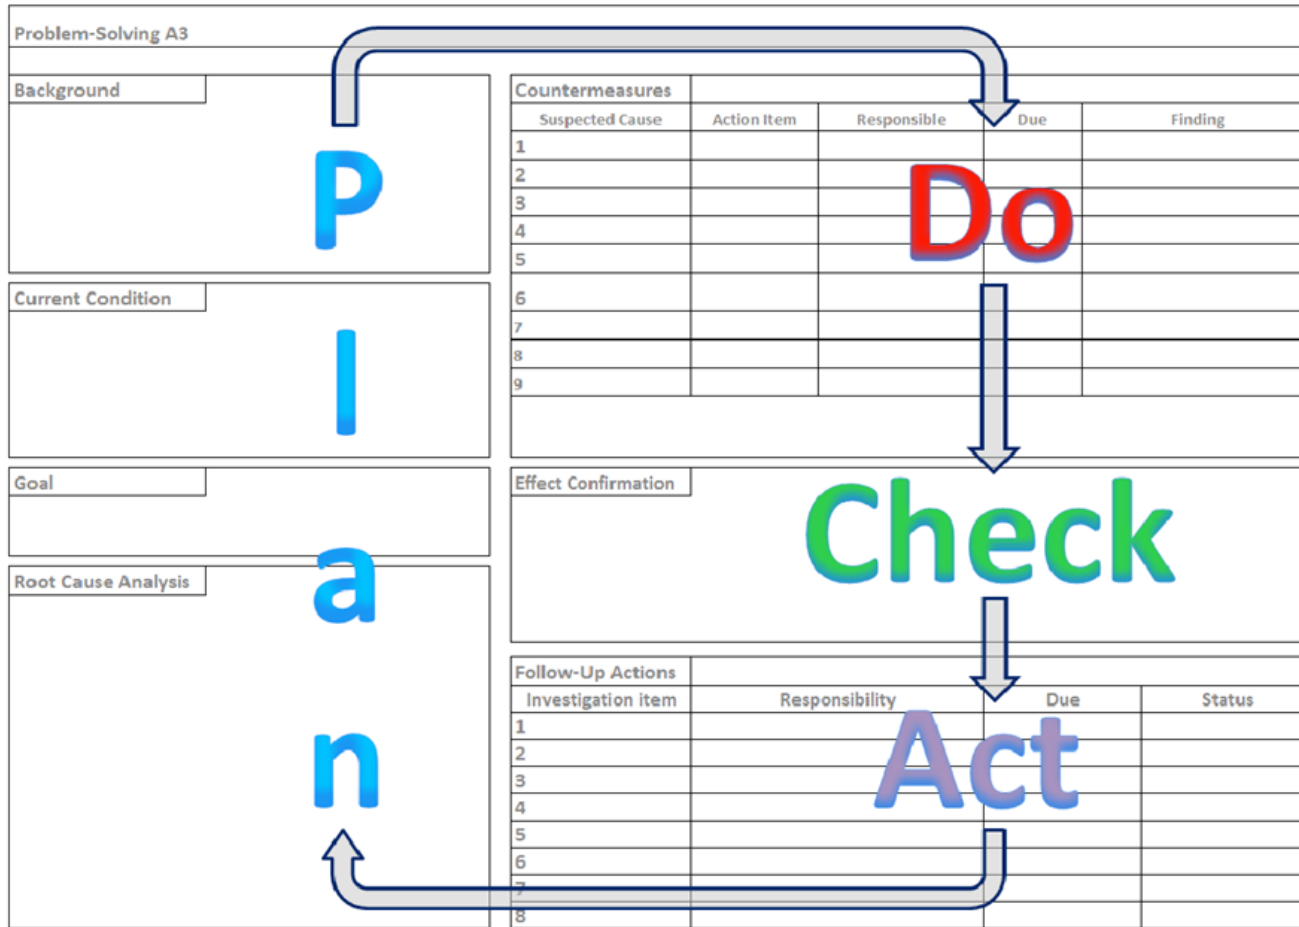 Problem-Solving A3
Background
P
Current Condition
l
Goal
a
Root Cause Analysis
n
Countermeasures
Suspected Cause Action Item Responsible Due Finding
1
2
3
4
5
6
7
8
9
Do
Effect Confirmation
Check
Follow-Up Actions
Investigation item Responsibility Due Status
1
2
3
4
5
6
7
8
Act